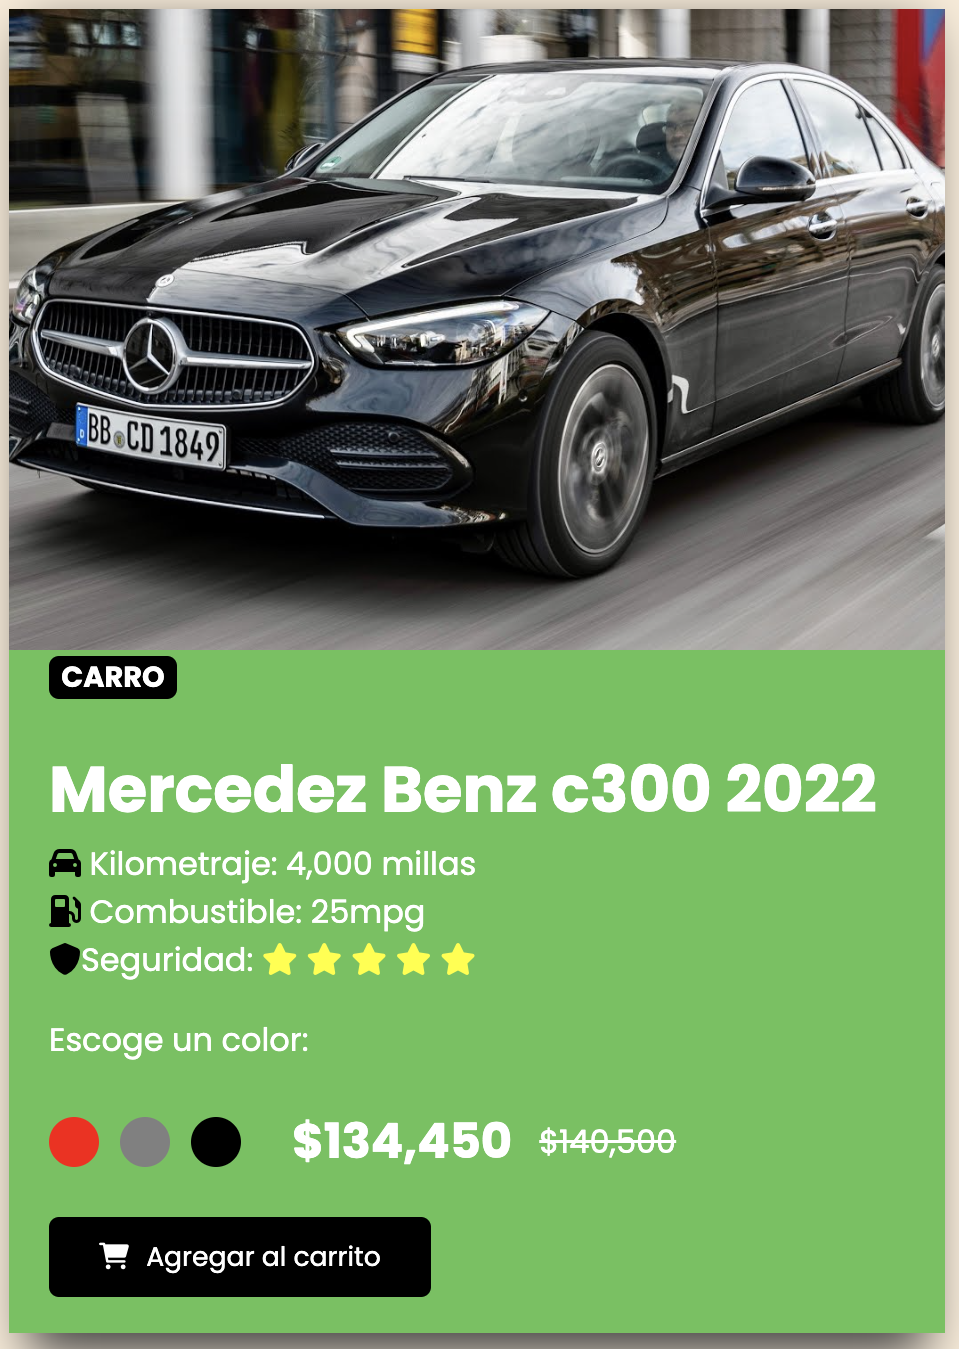 BB CD 1849
CARRO
Mercedez Benz c300 2022
Kilometraje: 4,000 millas
Combustible: 25mpg
Seguridad:
Escoge un color:
$134,450 $140,500
Agregar al carrito